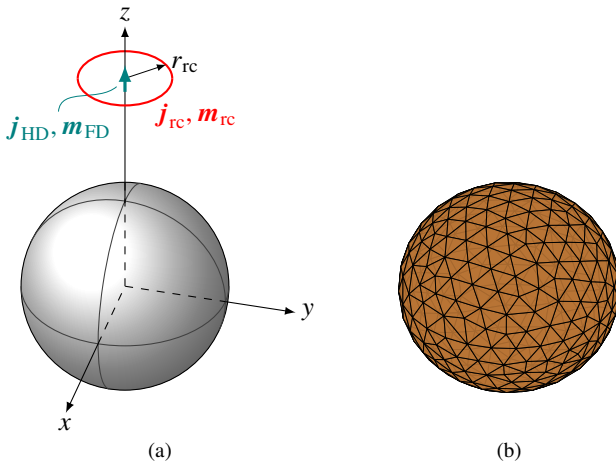 z
r_rc
j_HD, m_FD
j_rc, m_rc
y
x
(a)
(b)